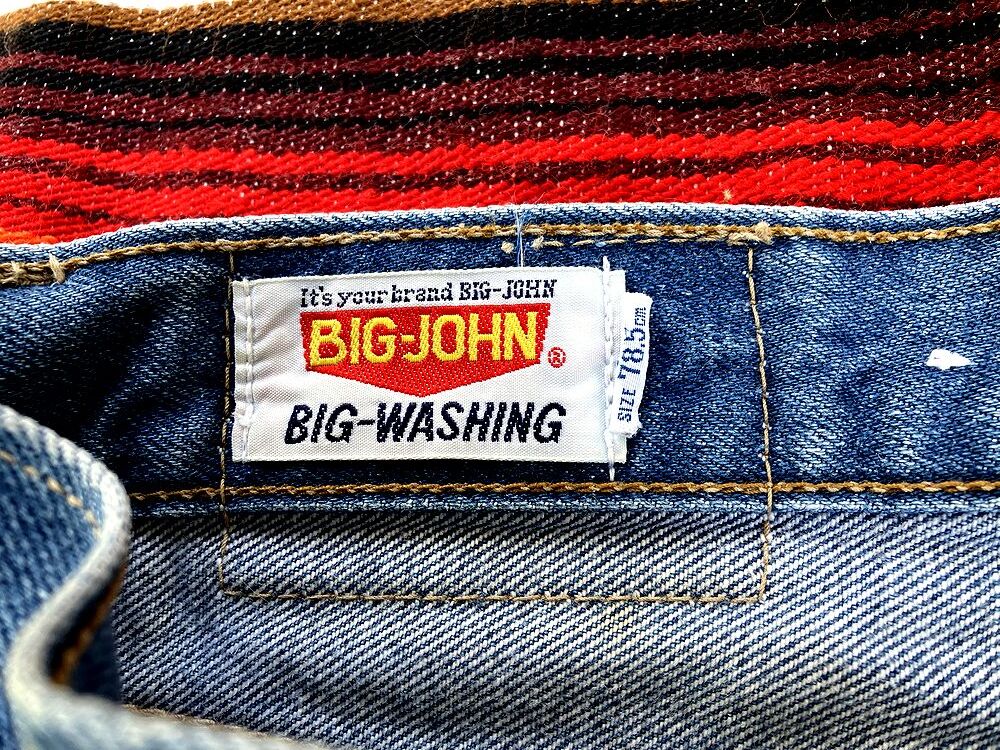 It's your brand BIG-JOHN
BIG-JOHN®
BIG-WASHING
SIZE 78.5cm